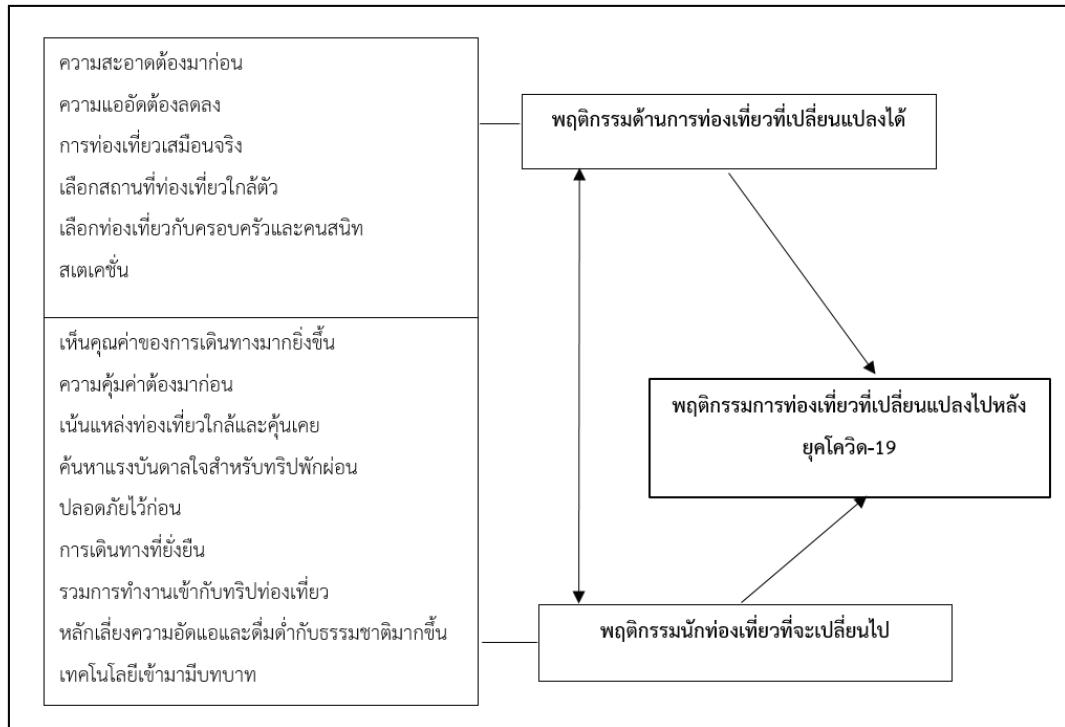 ความสะอาดต้องมาก่อน
ความแออัดต้องลดลง
การท่องเที่ยวเสมือนจริง
เลือกสถานที่ท่องเที่ยวใกล้ตัว
เลือกท่องเที่ยวกับครอบครัวและคนสนิท
สเตเคชั่น
พฤติกรรมด้านการท่องเที่ยวที่เปลี่ยนแปลงได้
เห็นคุณค่าของการเดินทางมากยิ่งขึ้น
ความคุ้มค่าต้องมาก่อน
เน้นแหล่งท่องเที่ยวใกล้และคุ้นเคย
ค้นหาแรงบันดาลใจสำหรับทริปพักผ่อน
ปลอดภัยไว้ก่อน
การเดินทางที่ยั่งยืน
รวมการทำงานเข้ากับทริปท่องเที่ยว
หลักเลี่ยงความอัดแอและดื่มด่ำกับธรรมชาติมากขึ้น
เทคโนโลยีเข้ามามีบทบาท
พฤติกรรมนักท่องเที่ยวที่จะเปลี่ยนไป
พฤติกรรมการท่องเที่ยวที่เปลี่ยนแปลงไปหลัง
ยุคโควิด-19